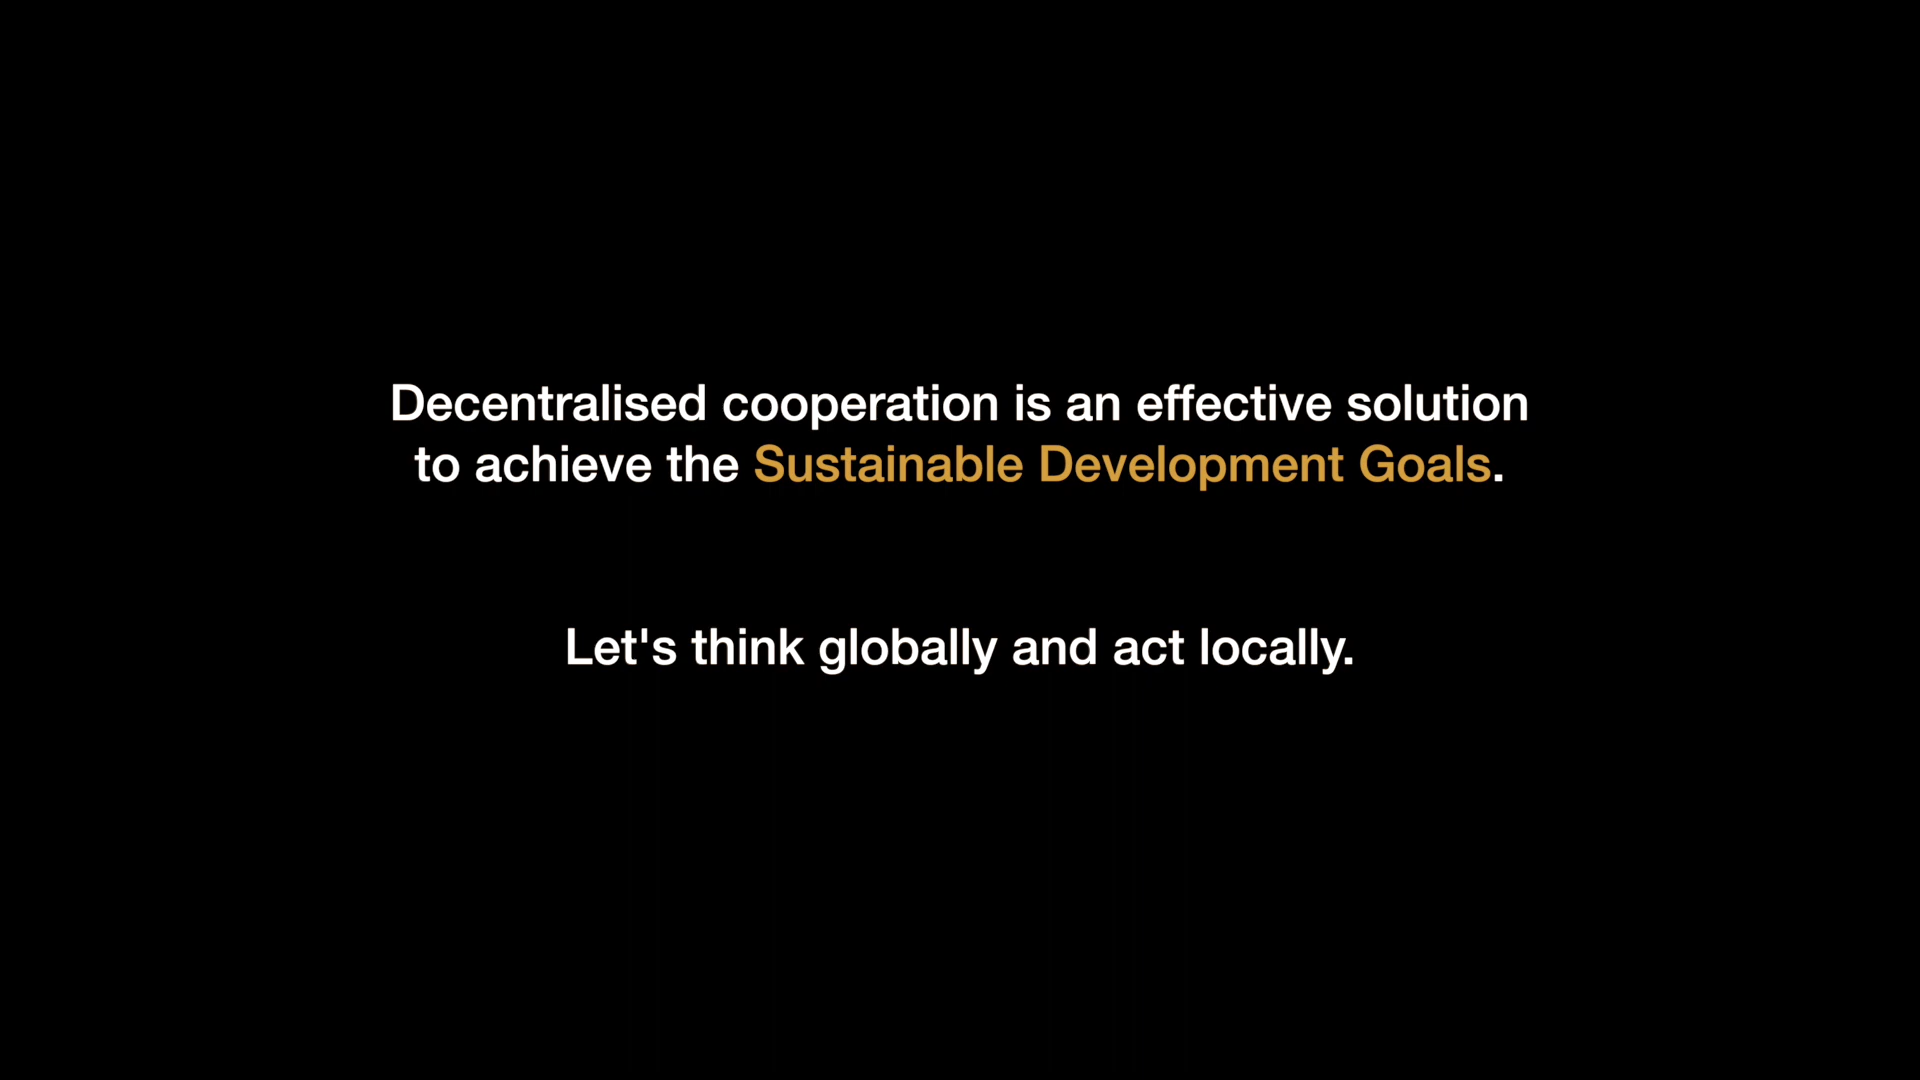 Decentralised cooperation is an effective solution
to achieve the Sustainable Development Goals.
Let's think globally and act locally.